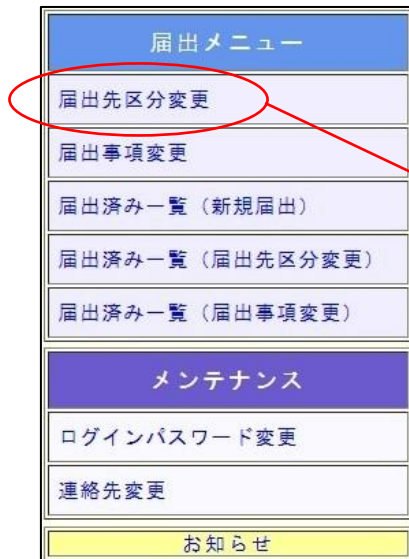 届出メニュー
届出先区分変更
届出事項変更
届出済み一覧（新規届出）
届出済み一覧（届出先区分変更）
届出済み一覧（届出事項変更）
メンテナンス
ログインパスワード変更
連絡先変更
お知らせ